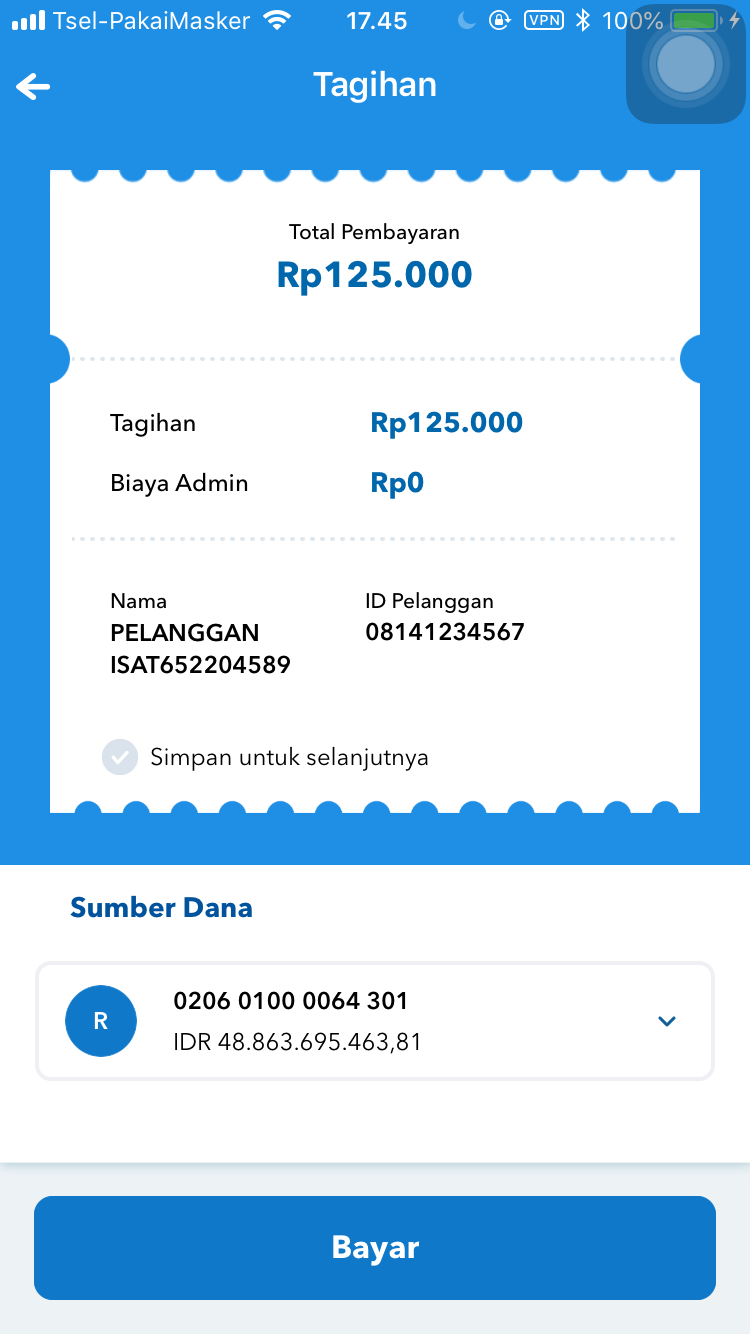 Tsel-PakaiMasker 17.45 VPN 100%
Tagihan
Total Pembayaran
Rp125.000
Tagihan Rp125.000
Biaya Admin Rp0
Nama ID Pelanggan
PELANGGAN 08141234567
ISAT652204589
Simpan untuk selanjutnya
Sumber Dana
R 0206 0100 0064 301
IDR 48.863.695.463,81
Bayar